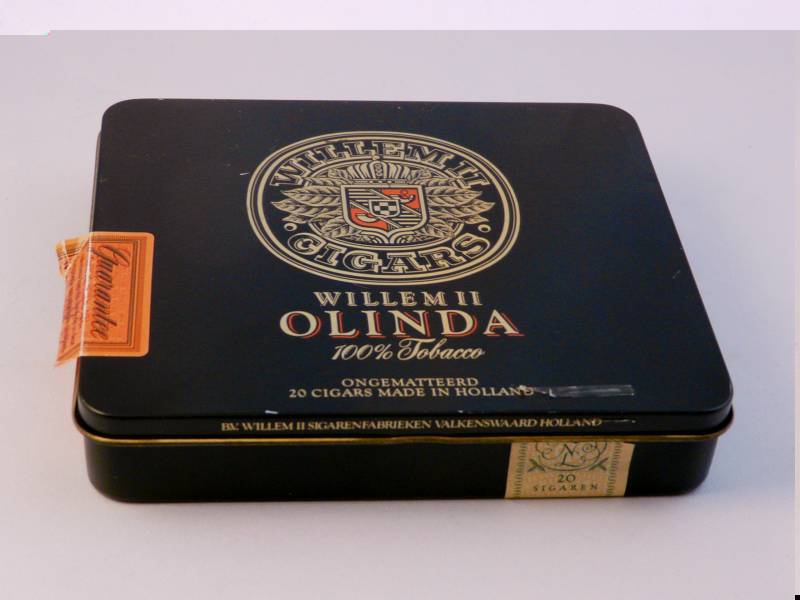 WILLEM II
CIGARS
WILLEM II
OLINDA
100% Tobacco
ONGEMATTEERD
20 CIGARS MADE IN HOLLAND
B.V. WILLEM II SIGARENFABRIEKEN VALKENSWAARD HOLLAND
Guarantee
NL
20
SIGAREN